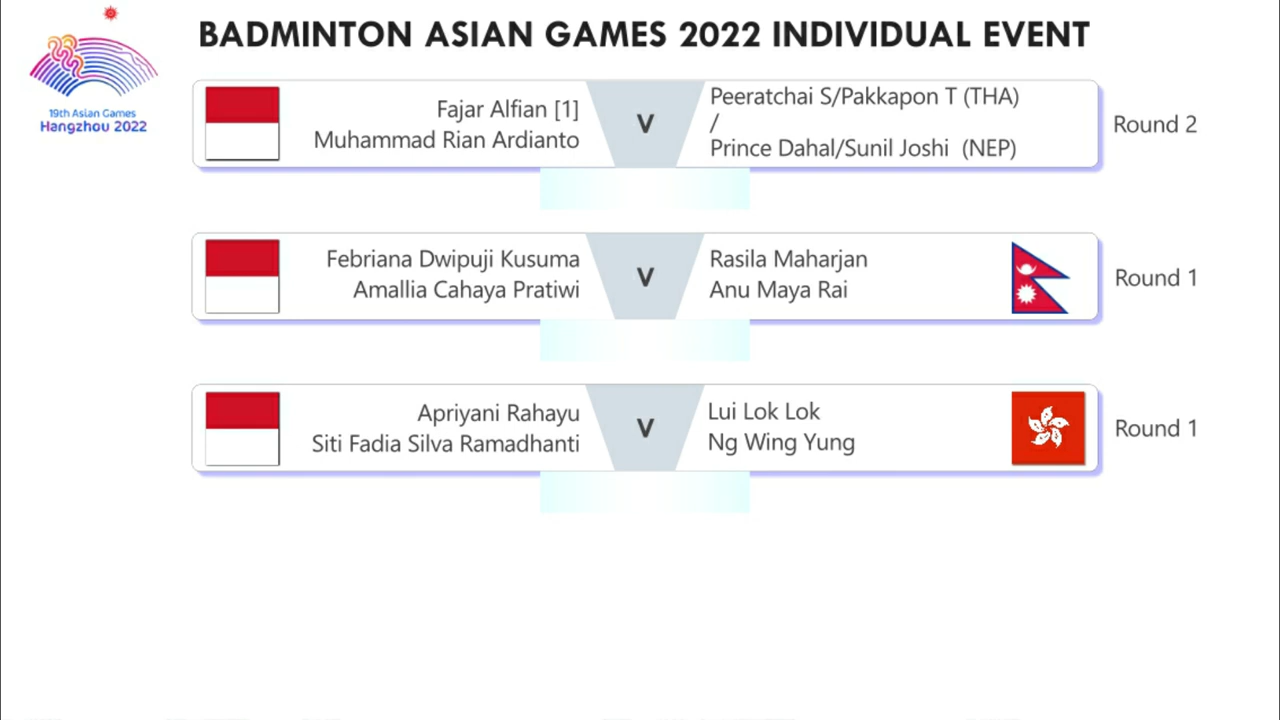 BADMINTON ASIAN GAMES 2022 INDIVIDUAL EVENT
19th Asian Games
Hangzhou 2022
Fajar Alfian [1]
Muhammad Rian Ardianto
V
Peeratchai S/Pakkapon T (THA)
/
Prince Dahal/Sunil Joshi (NEP)
Round 2
Febriana Dwipuji Kusuma
Amallia Cahaya Pratiwi
V
Rasila Maharjan
Anu Maya Rai
Round 1
Apriyani Rahayu
Siti Fadia Silva Ramadhanti
V
Lui Lok Lok
Ng Wing Yung
Round 1